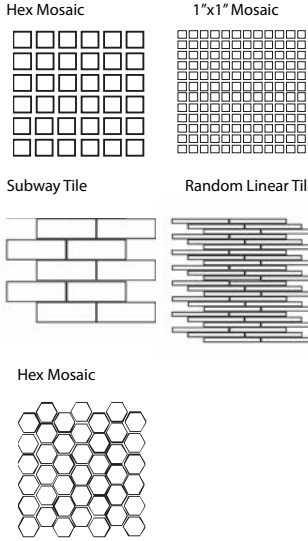 Hex Mosaic
1”x1” Mosaic
Subway Tile
Random Linear Til
Hex Mosaic